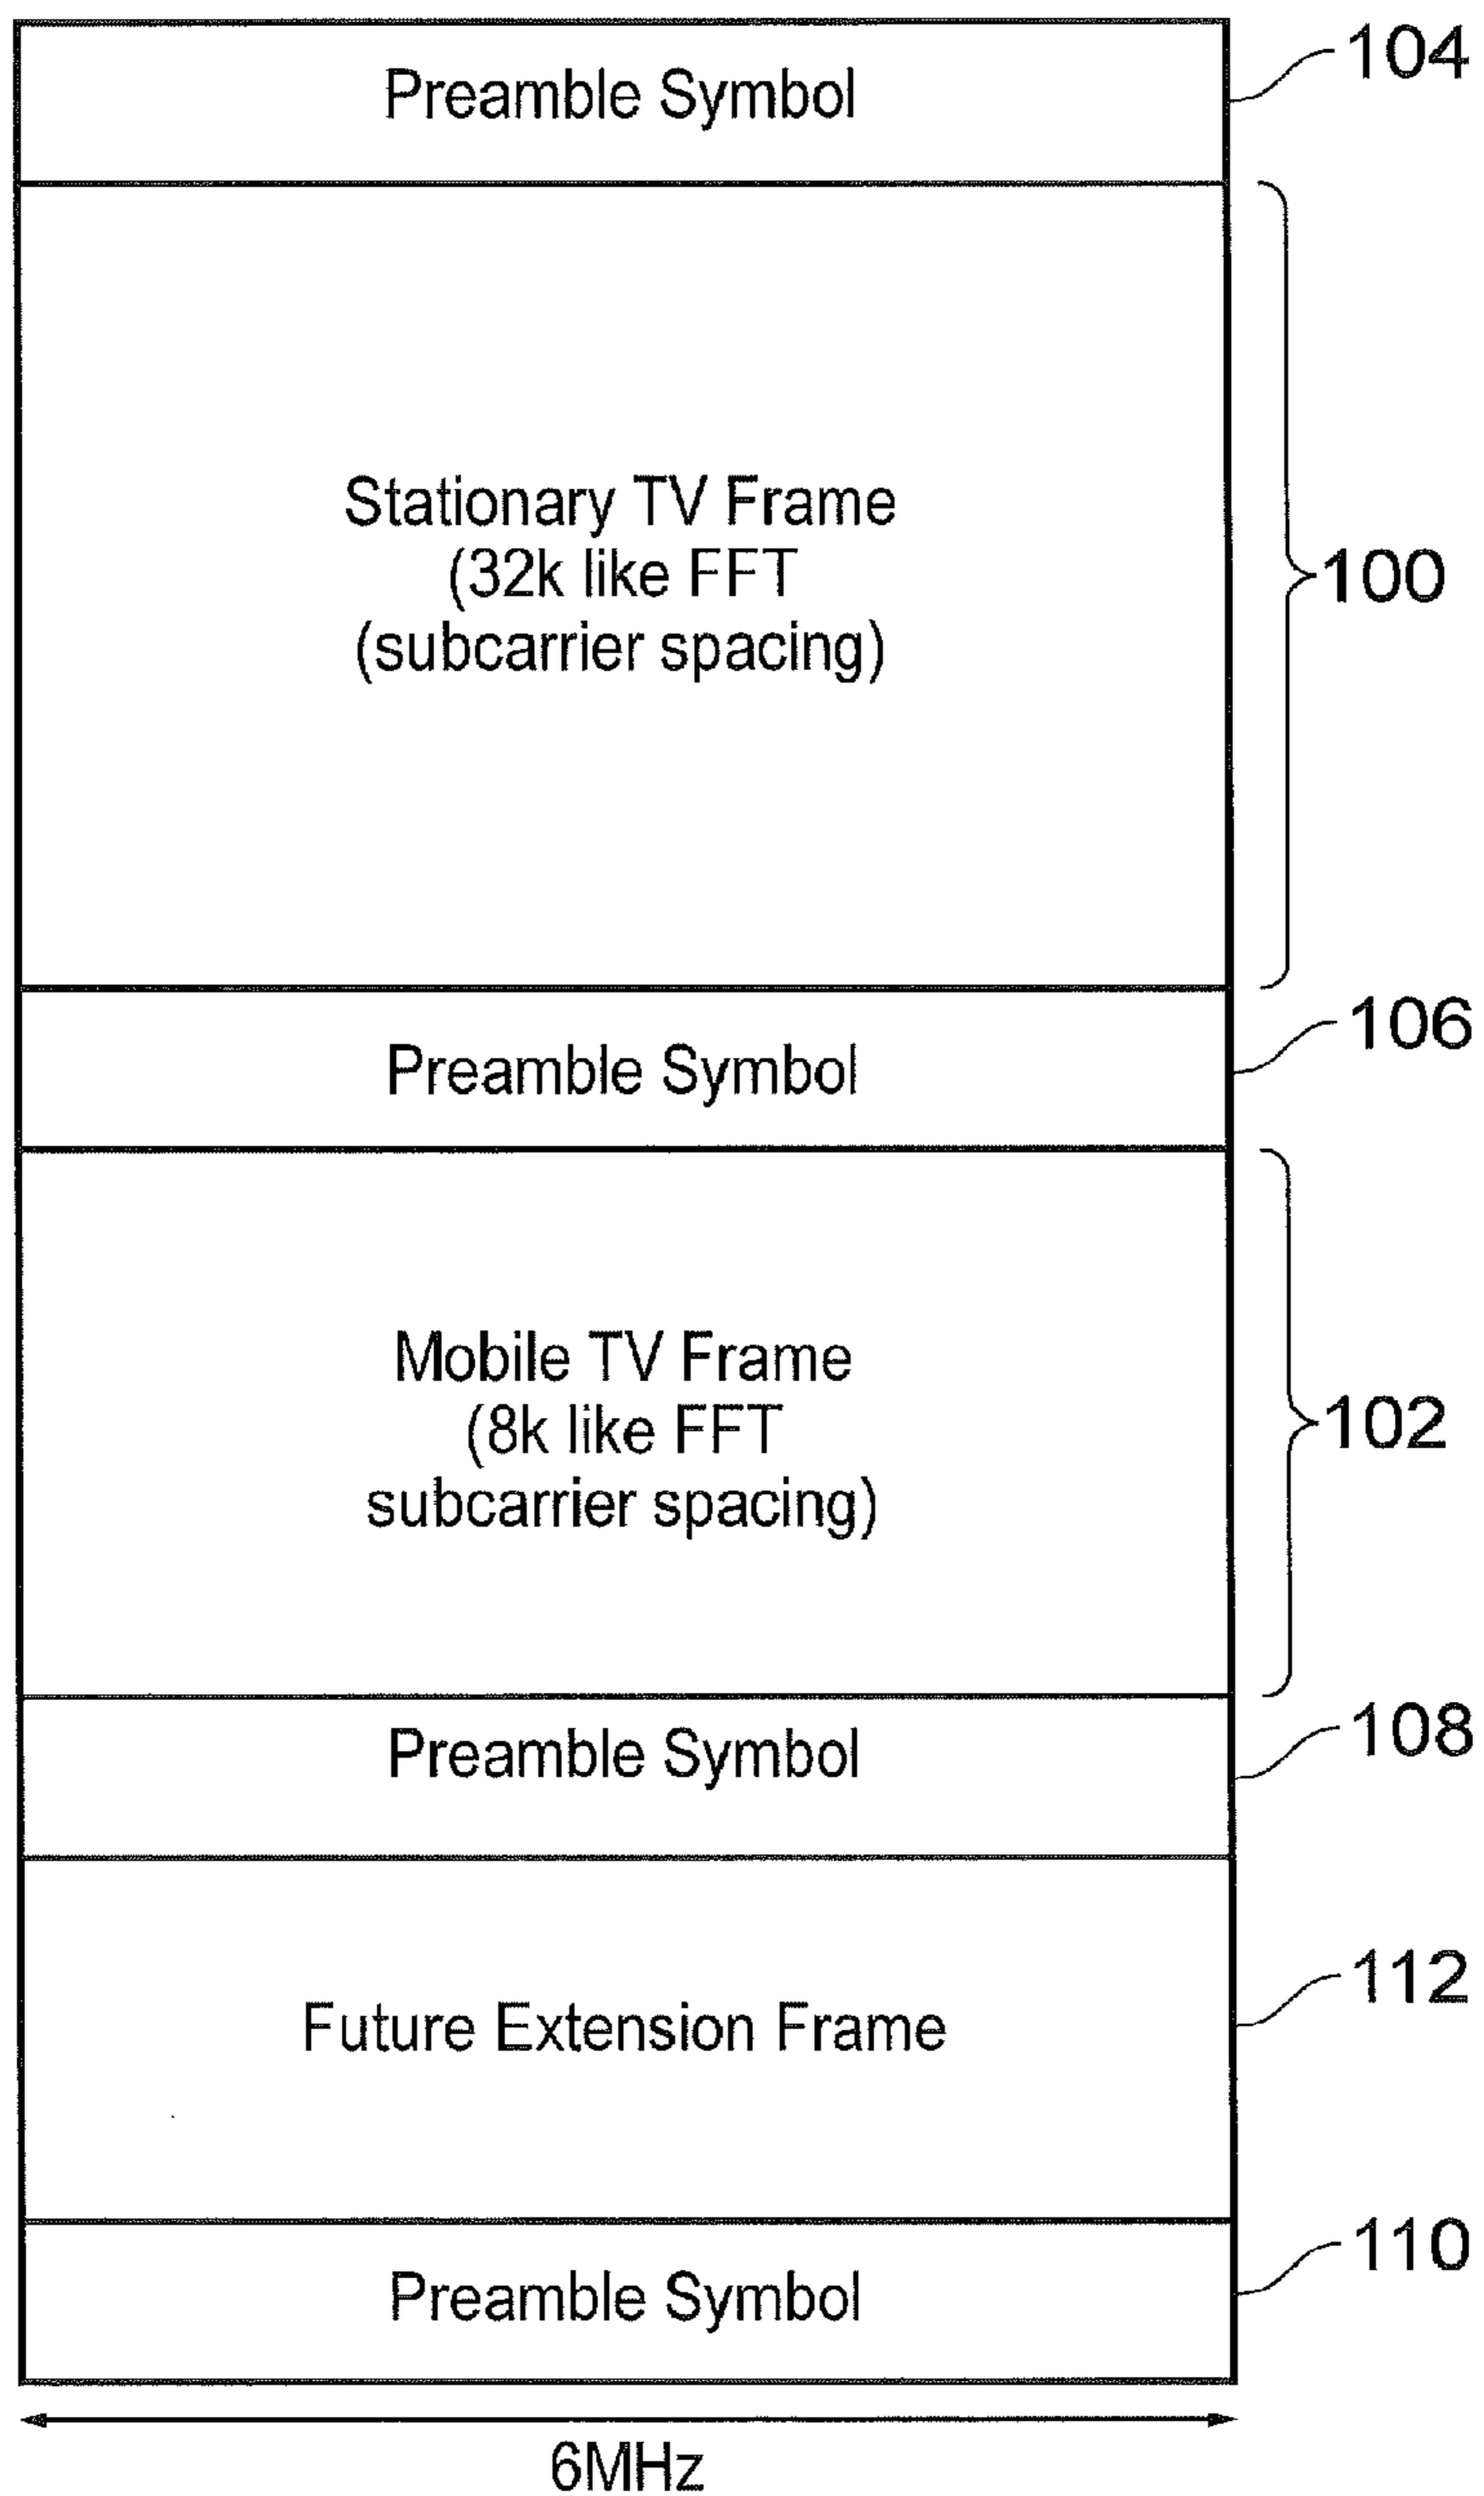 Preamble Symbol
104
Stationary TV Frame
(32k like FFT
(subcarrier spacing)
100
Preamble Symbol
106
Mobile TV Frame
(8k like FFT
subcarrier spacing)
102
Preamble Symbol
108
Future Extension Frame
112
Preamble Symbol
110
6MHz